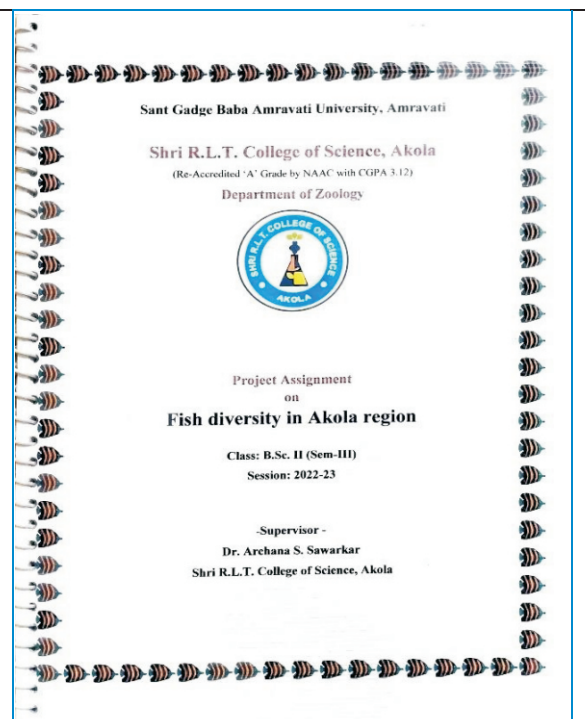 Sant Gadge Baba Amravati University, Amravati
Shri R.L.T. College of Science, Akola
(Re-Accredited 'A' Grade by NAAC with CGPA 3.12)
Department of Zoology
SHRI R.L.T. COLLEGE OF SCIENCE
AKOLA
Project Assignment
on
Fish diversity in Akola region
Class: B.Sc. II (Sem-III)
Session: 2022-23
-Supervisor -
Dr. Archana S. Sawarkar
Shri R.L.T. College of Science, Akola